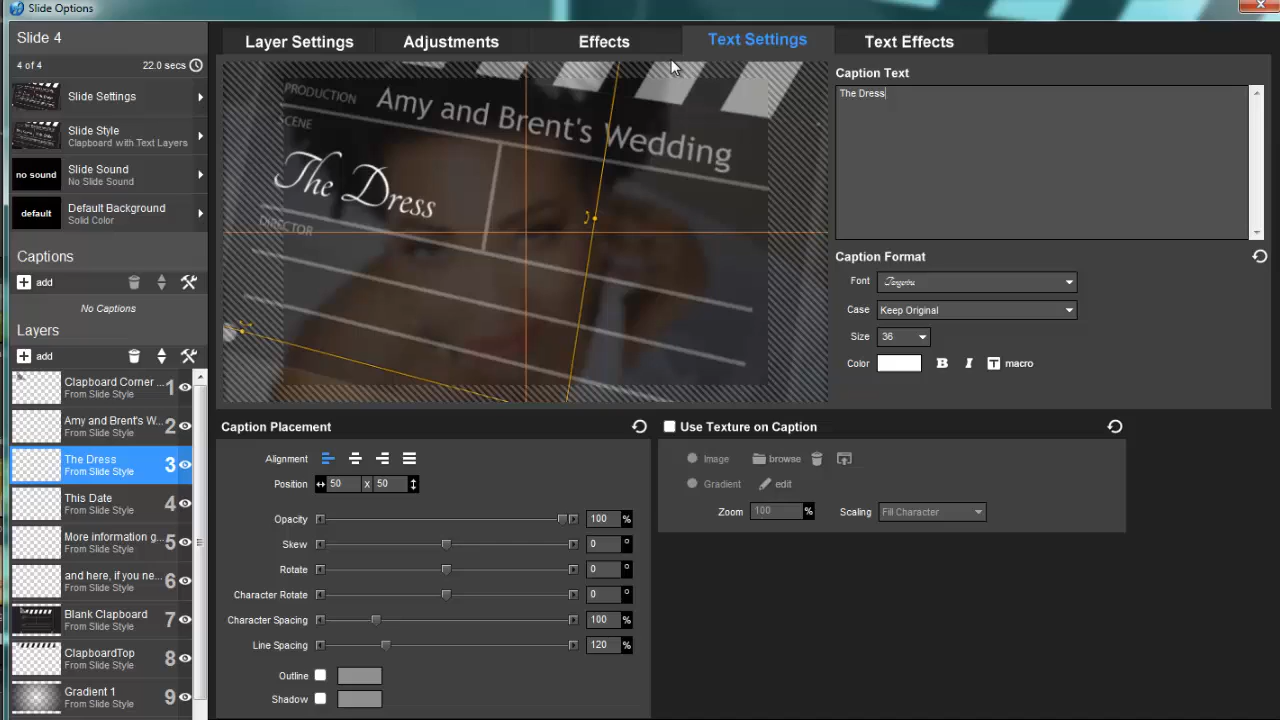 Slide Options
Slide 4
4 of 4 22.0 secs
Slide Settings
Slide Style
Clapboard with Text Layers
no sound
Slide Sound
No Slide Sound
default
Default Background
Solid Color
Captions
add
No Captions
Layers
add
Clapboard Corner ...
From Slide Style
1
Amy and Brent's W...
From Slide Style
2
The Dress
From Slide Style
3
This Date
From Slide Style
4
More information g...
From Slide Style
5
and here, if you ne...
From Slide Style
6
Blank Clapboard
From Slide Style
7
ClapboardTop
From Slide Style
8
Gradient 1
From Slide Style
9
Layer Settings Adjustments Effects Text Settings Text Effects
PRODUCTION Amy and Brent's Wedding
SCENE
The Dress
DIRECTOR
Caption Text
The Dress
Caption Format
Font Tangerine
Case Keep Original
Size 36
Color B I T macro
Caption Placement
Alignment
Position 50 x 50
Opacity 100 %
Skew 0 °
Rotate 0 °
Character Rotate 0 °
Character Spacing 100 %
Line Spacing 120 %
Outline
Shadow
Use Texture on Caption
Image browse
Gradient edit
Zoom 100 % Scaling Fill Character